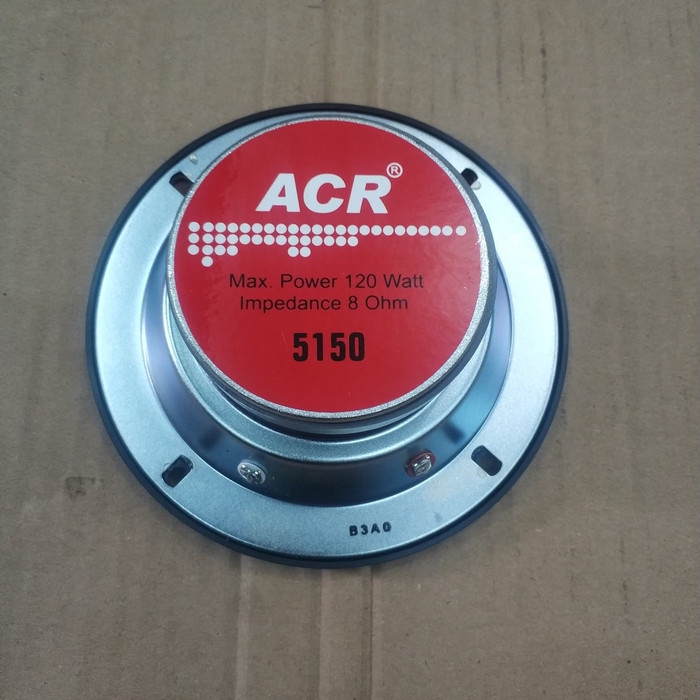 ACR®
Max. Power 120 Watt
Impedance 8 Ohm
5150
B3A0